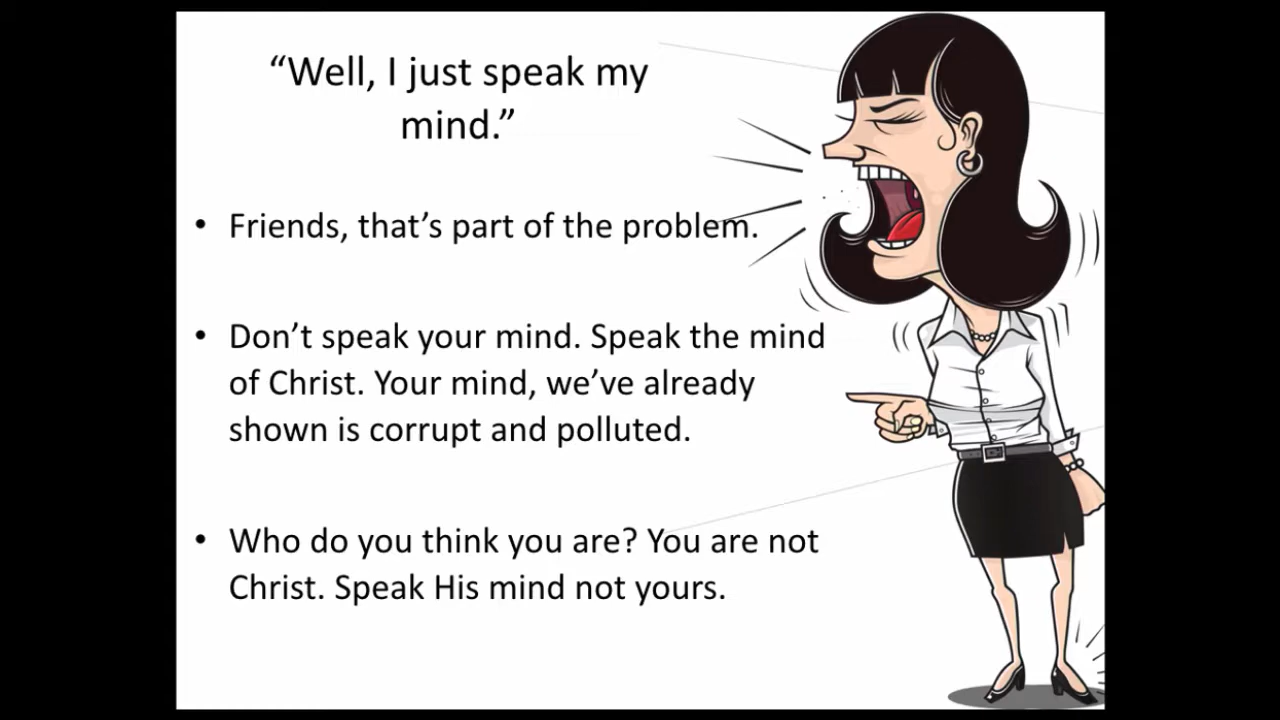 “Well, I just speak my
mind.”
• Friends, that’s part of the problem.
• Don’t speak your mind. Speak the mind
of Christ. Your mind, we’ve already
shown is corrupt and polluted.
• Who do you think you are? You are not
Christ. Speak His mind not yours.